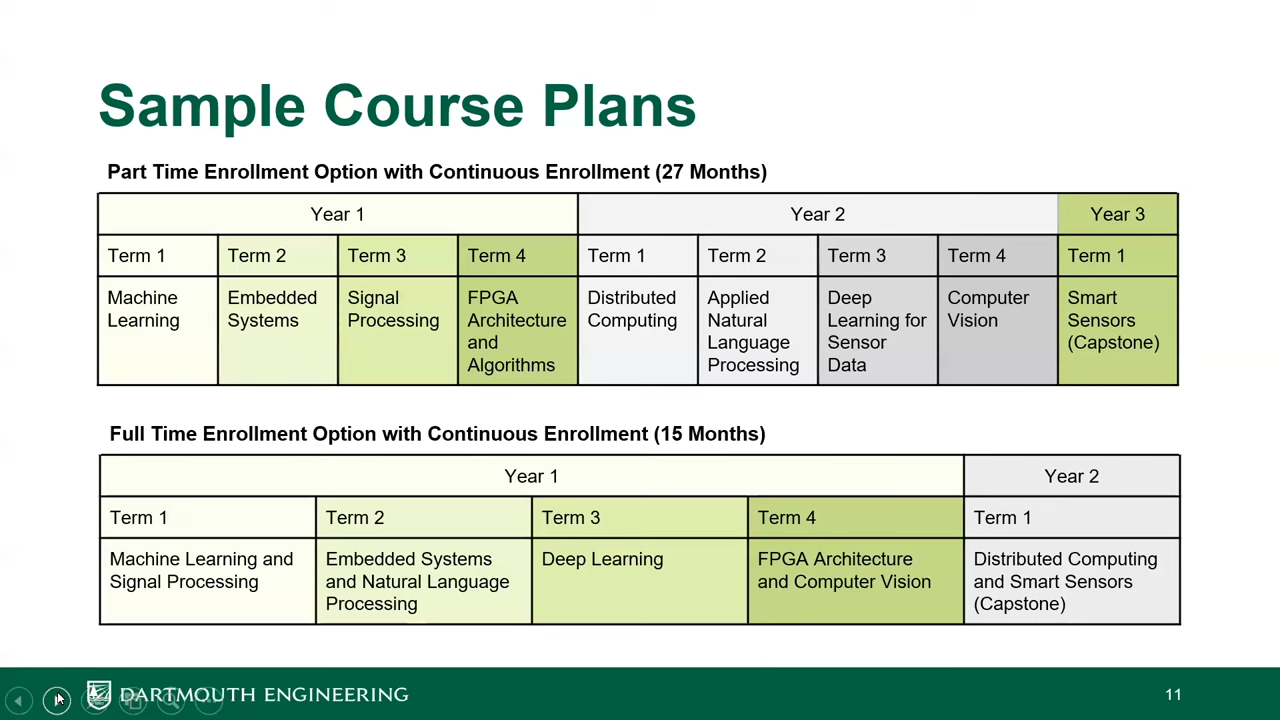 Sample Course Plans
Part Time Enrollment Option with Continuous Enrollment (27 Months)
Year 1
Year 2
Year 3
Term 1
Term 2
Term 3
Term 4
Term 1
Term 2
Term 3
Term 4
Term 1
Machine
Learning
Embedded
Systems
Signal
Processing
FPGA
Architecture
and
Algorithms
Distributed
Computing
Applied
Natural
Language
Processing
Deep
Learning for
Sensor
Data
Computer
Vision
Smart
Sensors
(Capstone)
Full Time Enrollment Option with Continuous Enrollment (15 Months)
Year 1
Year 2
Term 1
Term 2
Term 3
Term 4
Term 1
Machine Learning and
Signal Processing
Embedded Systems
and Natural Language
Processing
Deep Learning
FPGA Architecture
and Computer Vision
Distributed Computing
and Smart Sensors
(Capstone)
DARTMOUTH ENGINEERING
11